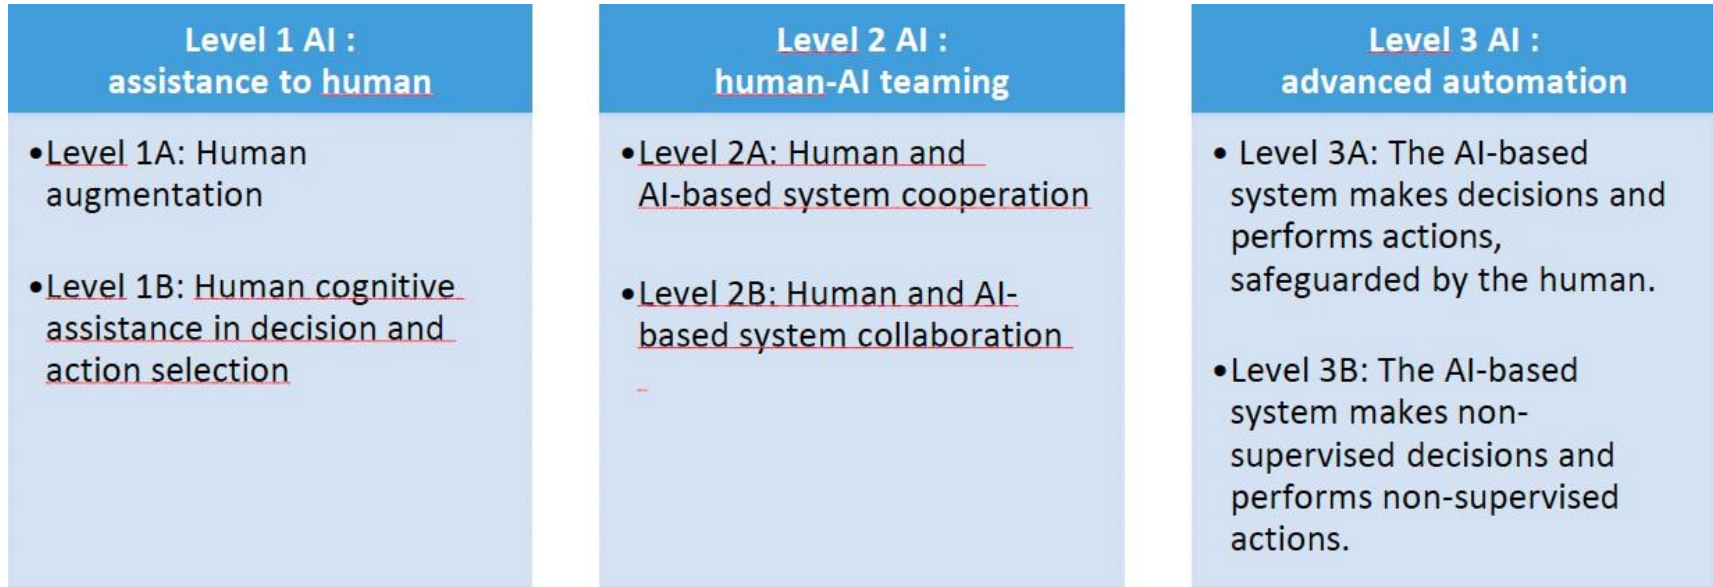 Level 1 AI :
assistance to human
•Level 1A: Human
augmentation
•Level 1B: Human cognitive
assistance in decision and
action selection
Level 2 AI :
human-AI teaming
•Level 2A: Human and
AI-based system cooperation
•Level 2B: Human and AI-
based system collaboration
Level 3 AI :
advanced automation
• Level 3A: The AI-based
system makes decisions and
performs actions,
safeguarded by the human.
•Level 3B: The AI-based
system makes non-
supervised decisions and
performs non-supervised
actions.